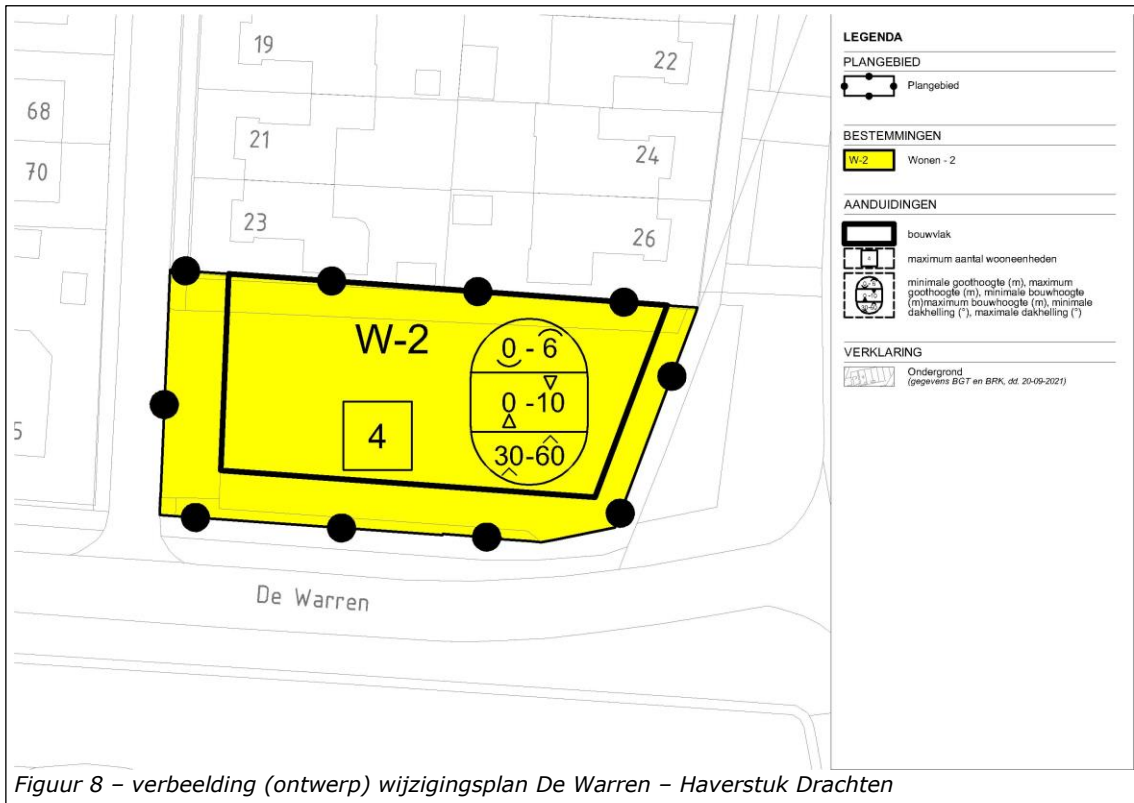 19
22
68
21
24
70
23
26
W-2
0 - 6
0 -10
4
30-60
5
De Warren
LEGENDA
PLANGEBIED
Plangebied
BESTEMMINGEN
W-2 Wonen - 2
AANDUIDINGEN
bouwvlak
maximum aantal wooneenheden
minimale goothoogte (m), maximum
goothoogte (m), minimale bouwhoogte
(m)maximum bouwhoogte (m), minimale
dakhelling (°), maximale dakhelling (°)
VERKLARING
Ondergrond
(gegevens BGT en BRK, dd. 20-09-2021)
Figuur 8 – verbeelding (ontwerp) wijzigingsplan De Warren – Haverstuk Drachten